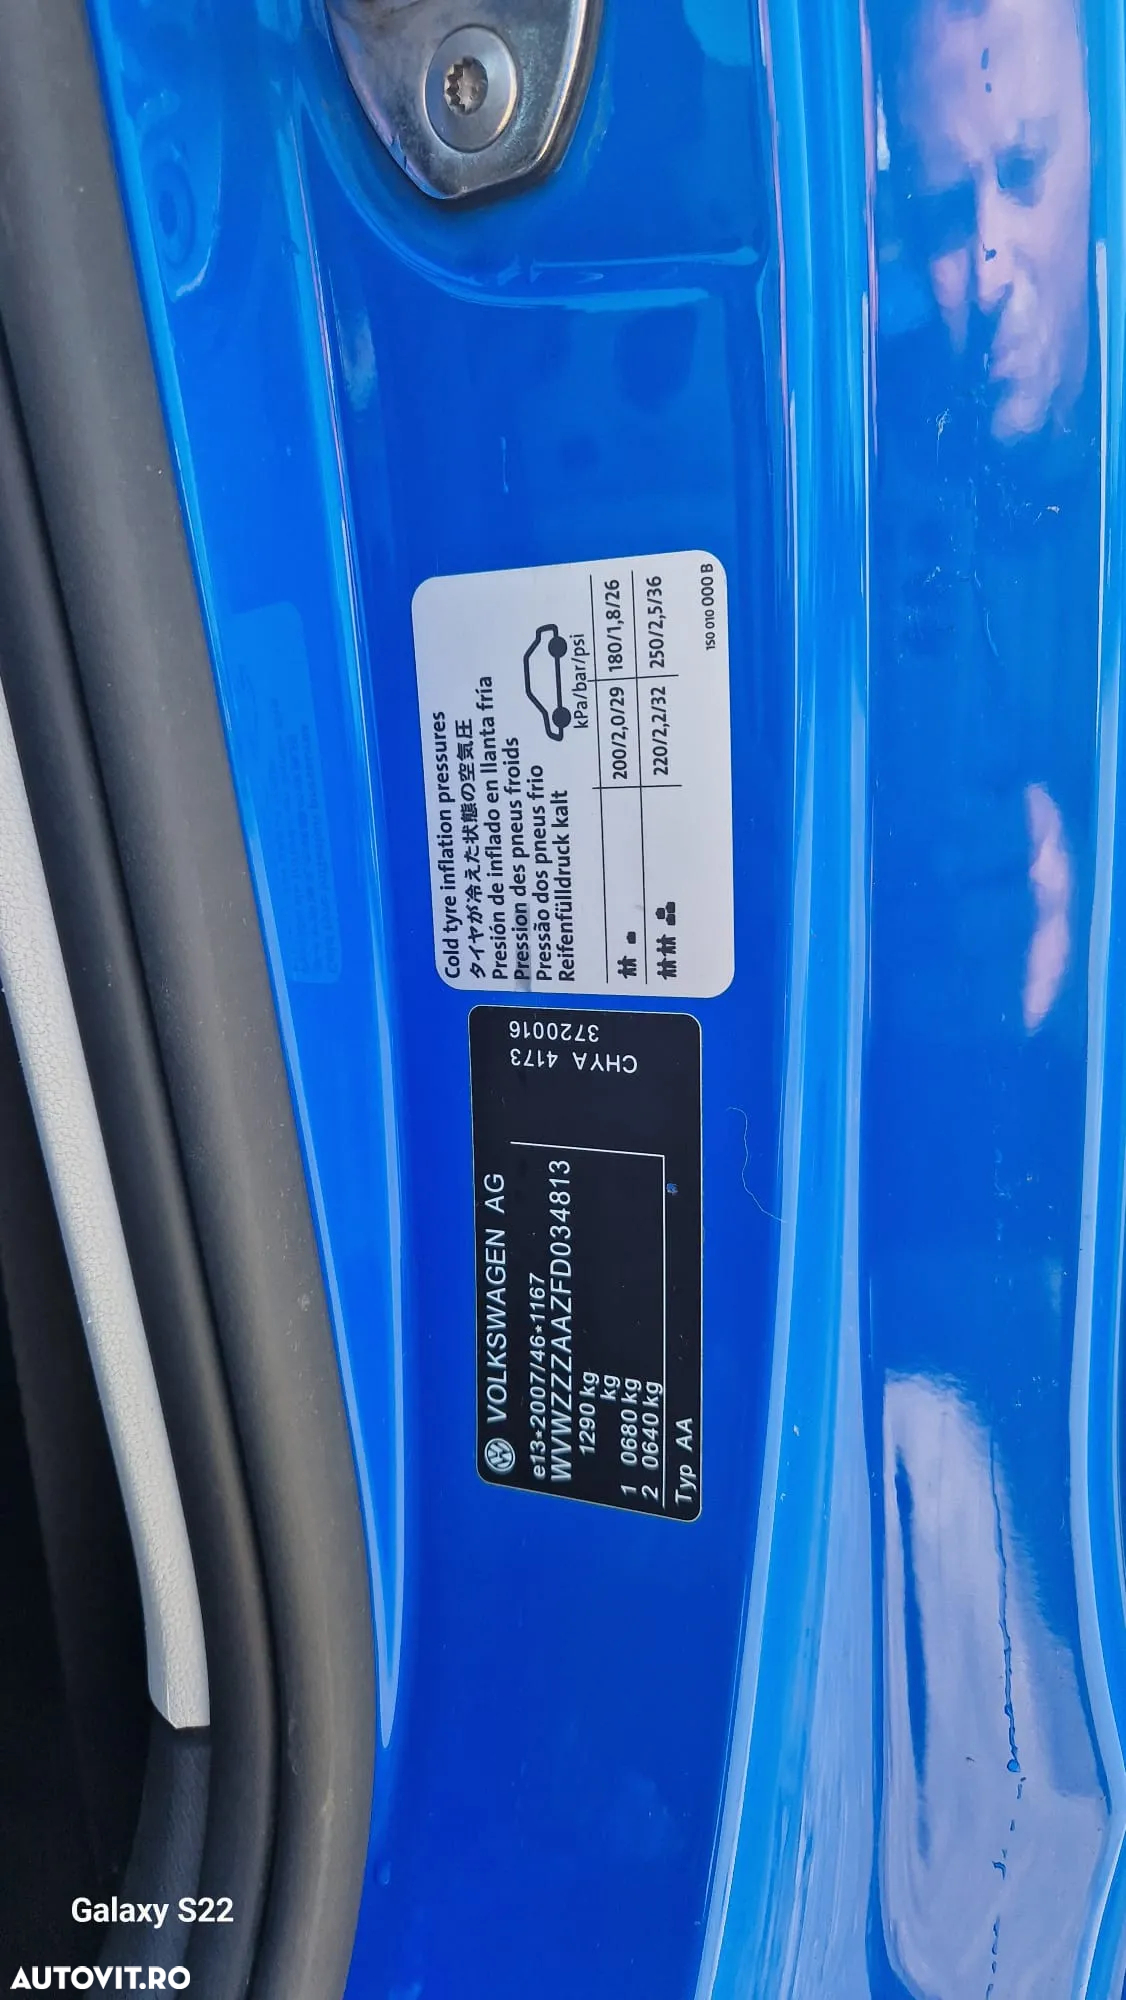 Cold tyre inflation pressures
タイヤが冷えた状態の空気圧
Presión de inflado en llanta fría
Pression des pneus froids
Pressão dos pneus frio
Reifenfülldruck kalt
kPa/bar/psi
200/2,0/29 180/1,8/26
220/2,2/32 250/2,5/36
1S0 010 000 B
VOLKSWAGEN AG
e13*2007/46*1167
WVWZZZAAZFD034813
1290 kg
kg
1 0680 kg
2 0640 kg
Typ AA
CHYA 4173
3720016
Galaxy S22
AUTOVIT.RO